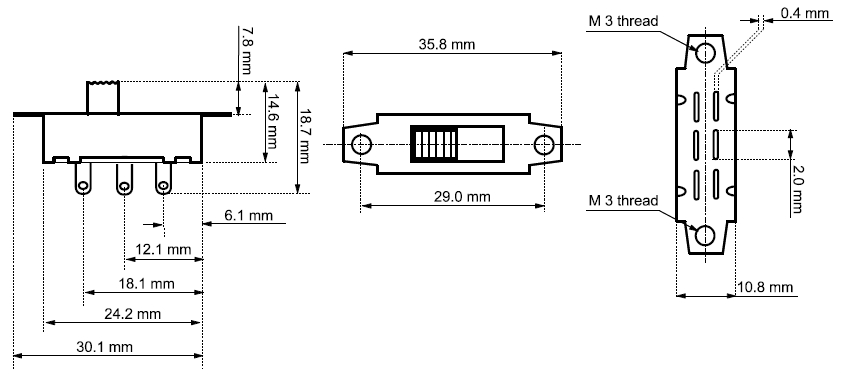 7.8 mm
14.6 mm
18.7 mm
6.1 mm
12.1 mm
18.1 mm
24.2 mm
30.1 mm
35.8 mm
29.0 mm
M 3 thread
0.4 mm
2.0 mm
M 3 thread
10.8 mm